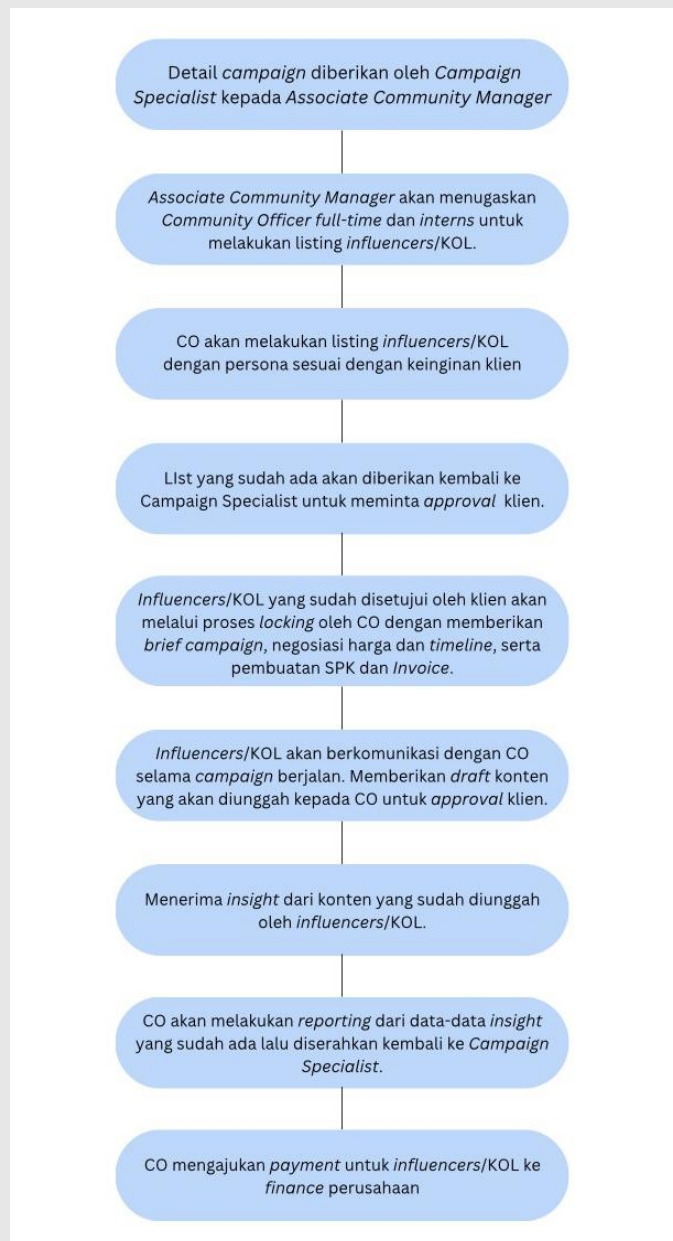 Detail campaign diberikan oleh Campaign
Specialist kepada Associate Community Manager
Associate Community Manager akan menugaskan
Community Officer full-time dan interns untuk
melakukan listing influencers/KOL.
CO akan melakukan listing influencers/KOL
dengan persona sesuai dengan keinginan klien
LIst yang sudah ada akan diberikan kembali ke
Campaign Specialist untuk meminta approval klien.
Influencers/KOL yang sudah disetujui oleh klien akan
melalui proses locking oleh CO dengan memberikan
brief campaign, negosiasi harga dan timeline, serta
pembuatan SPK dan Invoice.
Influencers/KOL akan berkomunikasi dengan CO
selama campaign berjalan. Memberikan draft konten
yang akan diunggah kepada CO untuk approval klien.
Menerima insight dari konten yang sudah diunggah
oleh influencers/KOL.
CO akan melakukan reporting dari data-data insight
yang sudah ada lalu diserahkan kembali ke Campaign
Specialist.
CO mengajukan payment untuk influencers/KOL ke
finance perusahaan